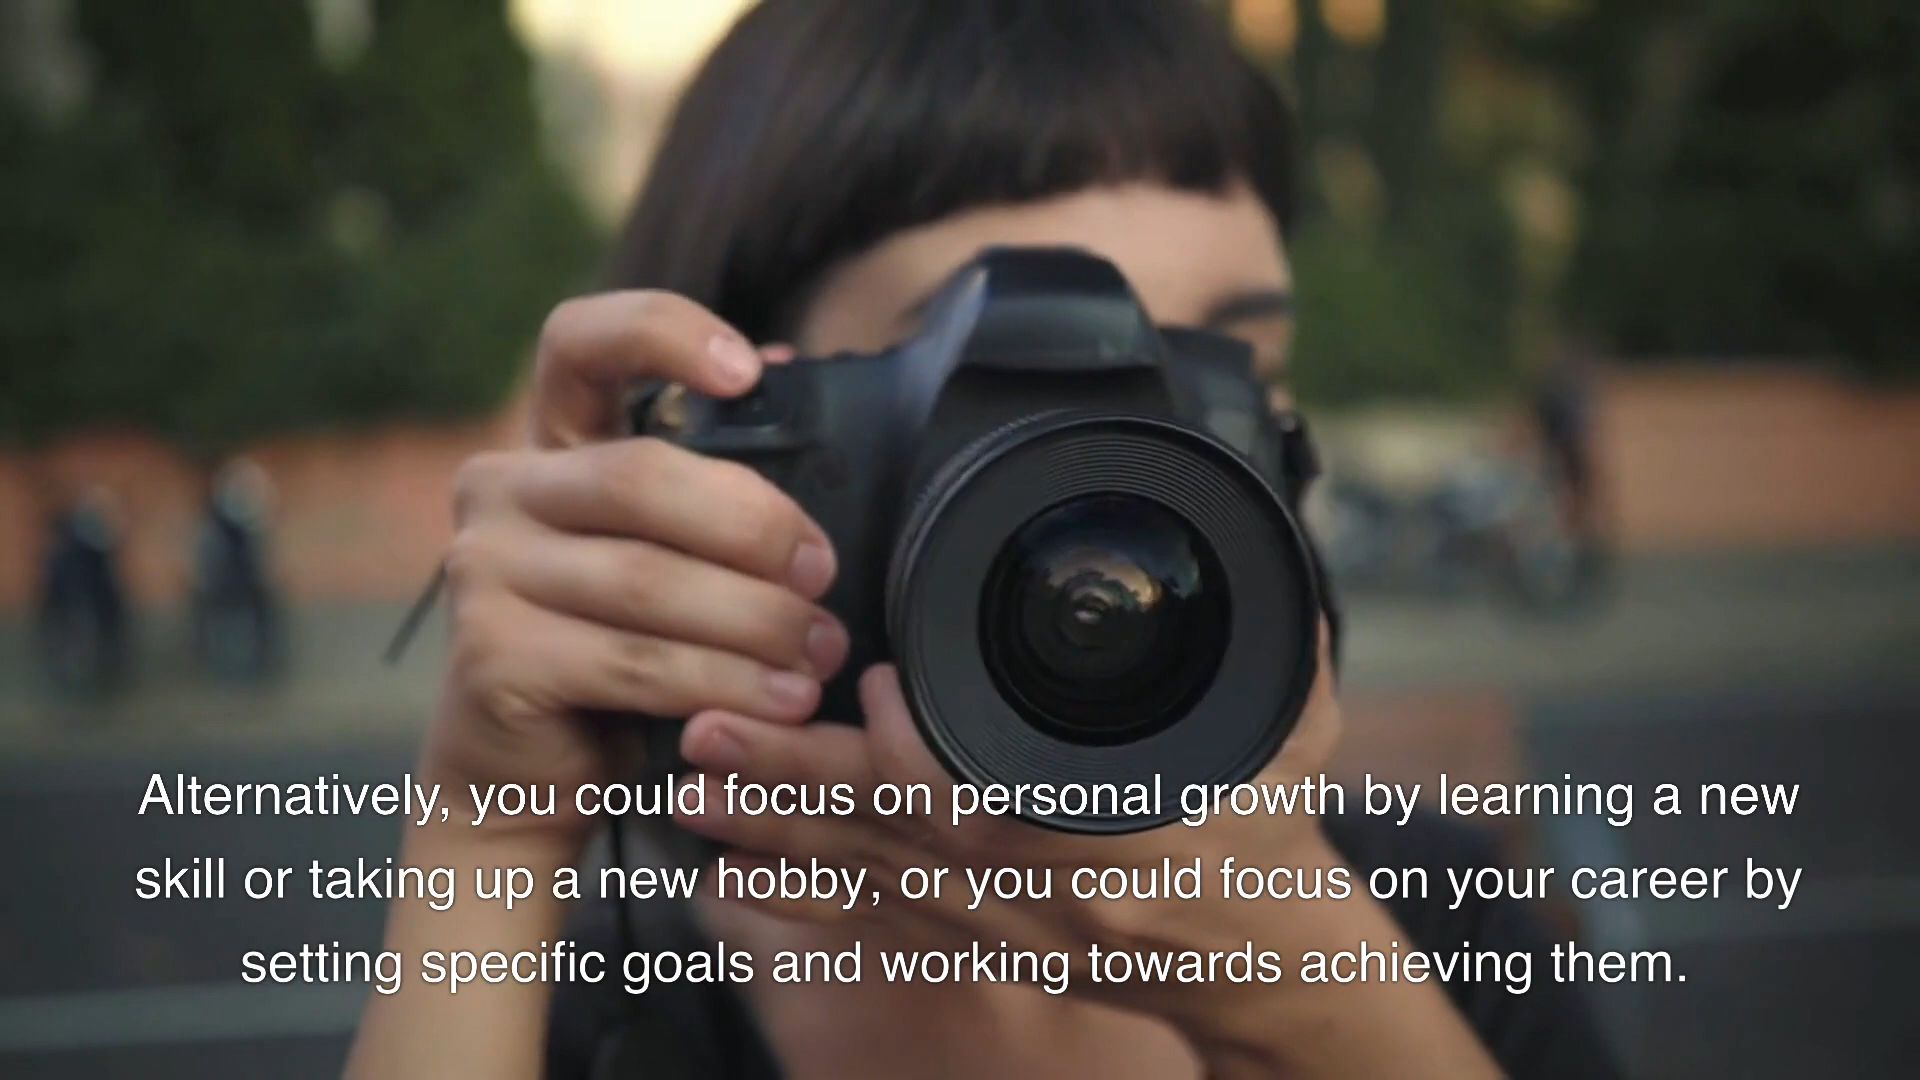 Alternatively, you could focus on personal growth by learning a new
skill or taking up a new hobby, or you could focus on your career by
setting specific goals and working towards achieving them.